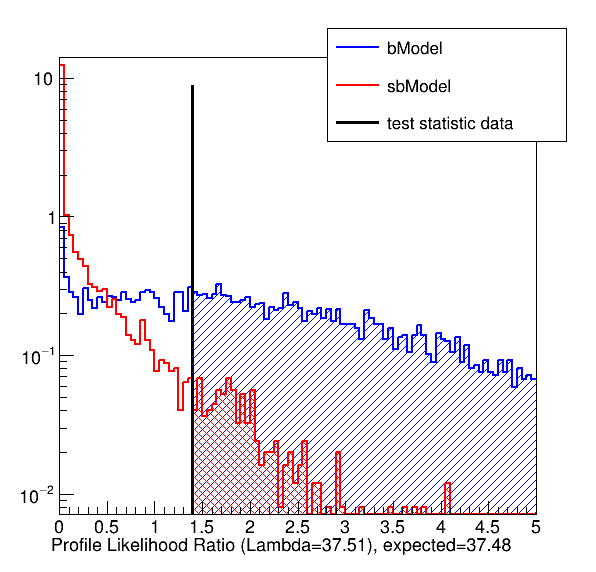 bModel
sbModel
test statistic data
10
1
10⁻¹
10⁻²
0 0.5 1 1.5 2 2.5 3 3.5 4 4.5 5
Profile Likelihood Ratio (Lambda=37.51), expected=37.48